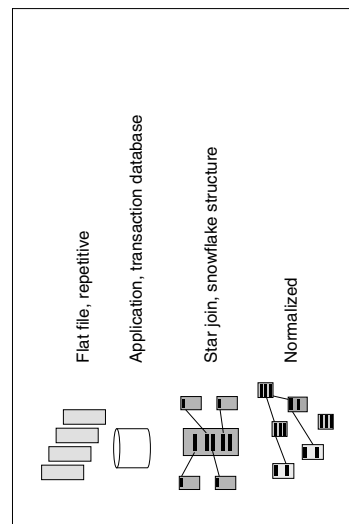 Flat file, repetitive
Application, transaction database
Star join, snowflake structure
Normalized